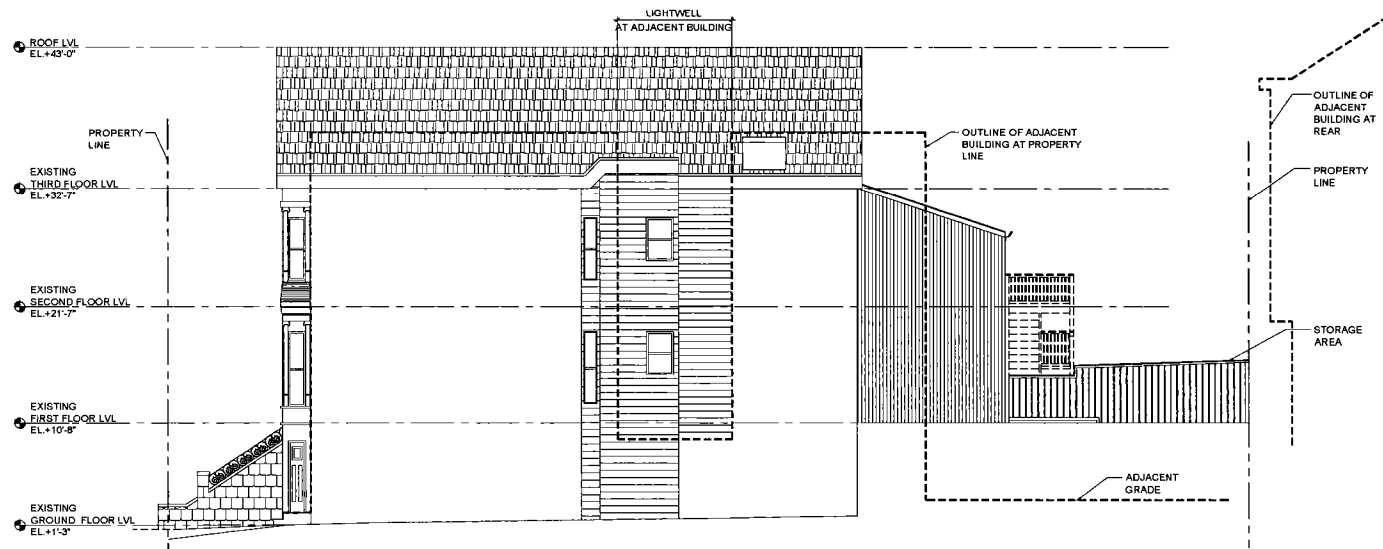 LIGHTWELL
AT ADJACENT BUILDING
ROOF LVL
EL.+43'-0"
PROPERTY
LINE
EXISTING
THIRD FLOOR LVL
EL.+32'-7"
EXISTING
SECOND FLOOR LVL
EL.+21'-7"
EXISTING
FIRST FLOOR LVL
EL.+10'-8"
EXISTING
GROUND FLOOR LVL
EL.+1'-3"
OUTLINE OF ADJACENT
BUILDING AT PROPERTY
LINE
OUTLINE OF
ADJACENT
BUILDING AT
REAR
PROPERTY
LINE
STORAGE
AREA
ADJACENT
GRADE